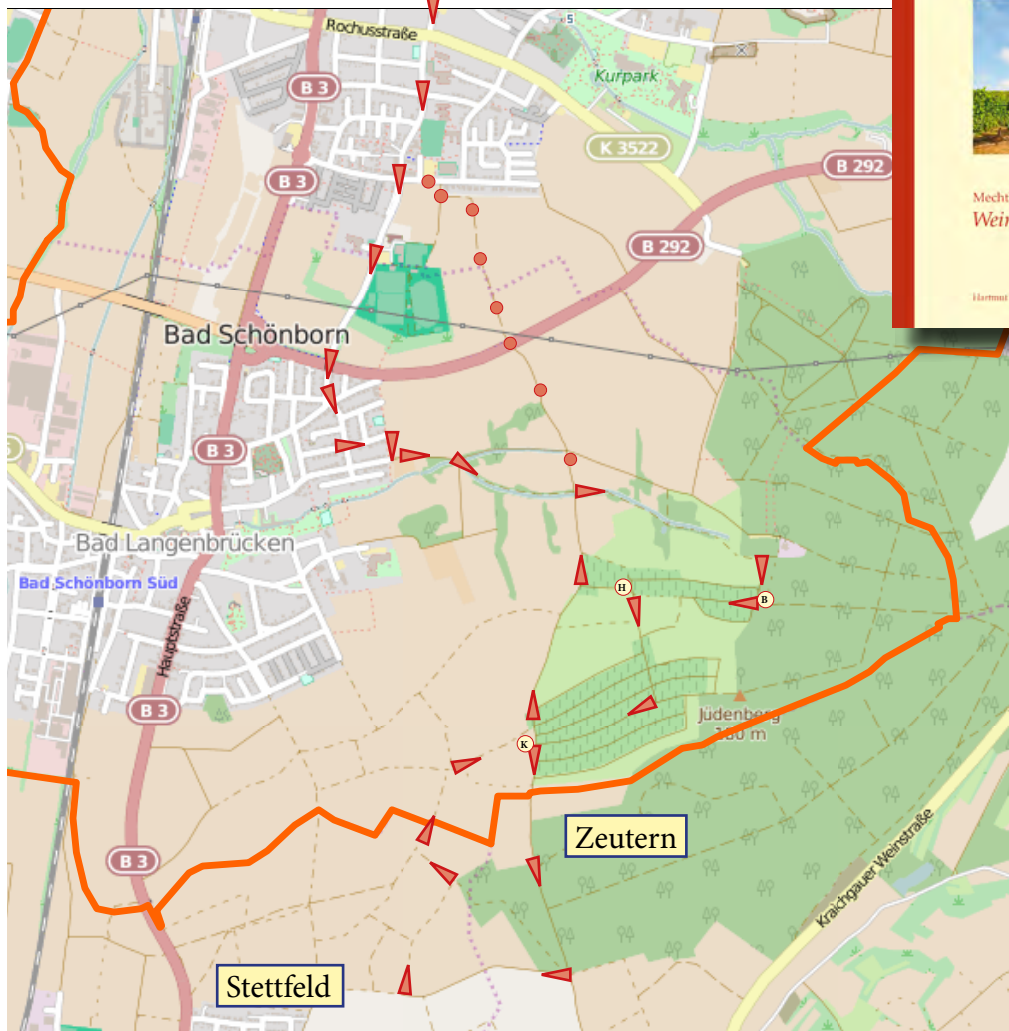 Rochusstraße
5
Kurpark
B 3
K 3522
B 292
B 3
Mecht
Wein
B 292
Hartmut
Bad Schönborn
B 3
Bad Langenbrücken
Bad Schönborn Süd
H
B
Hauptstraße
B 3
Jüdenberg
180 m
K
Zeutern
B 3
Kraichgauer Weinstraße
Stettfeld